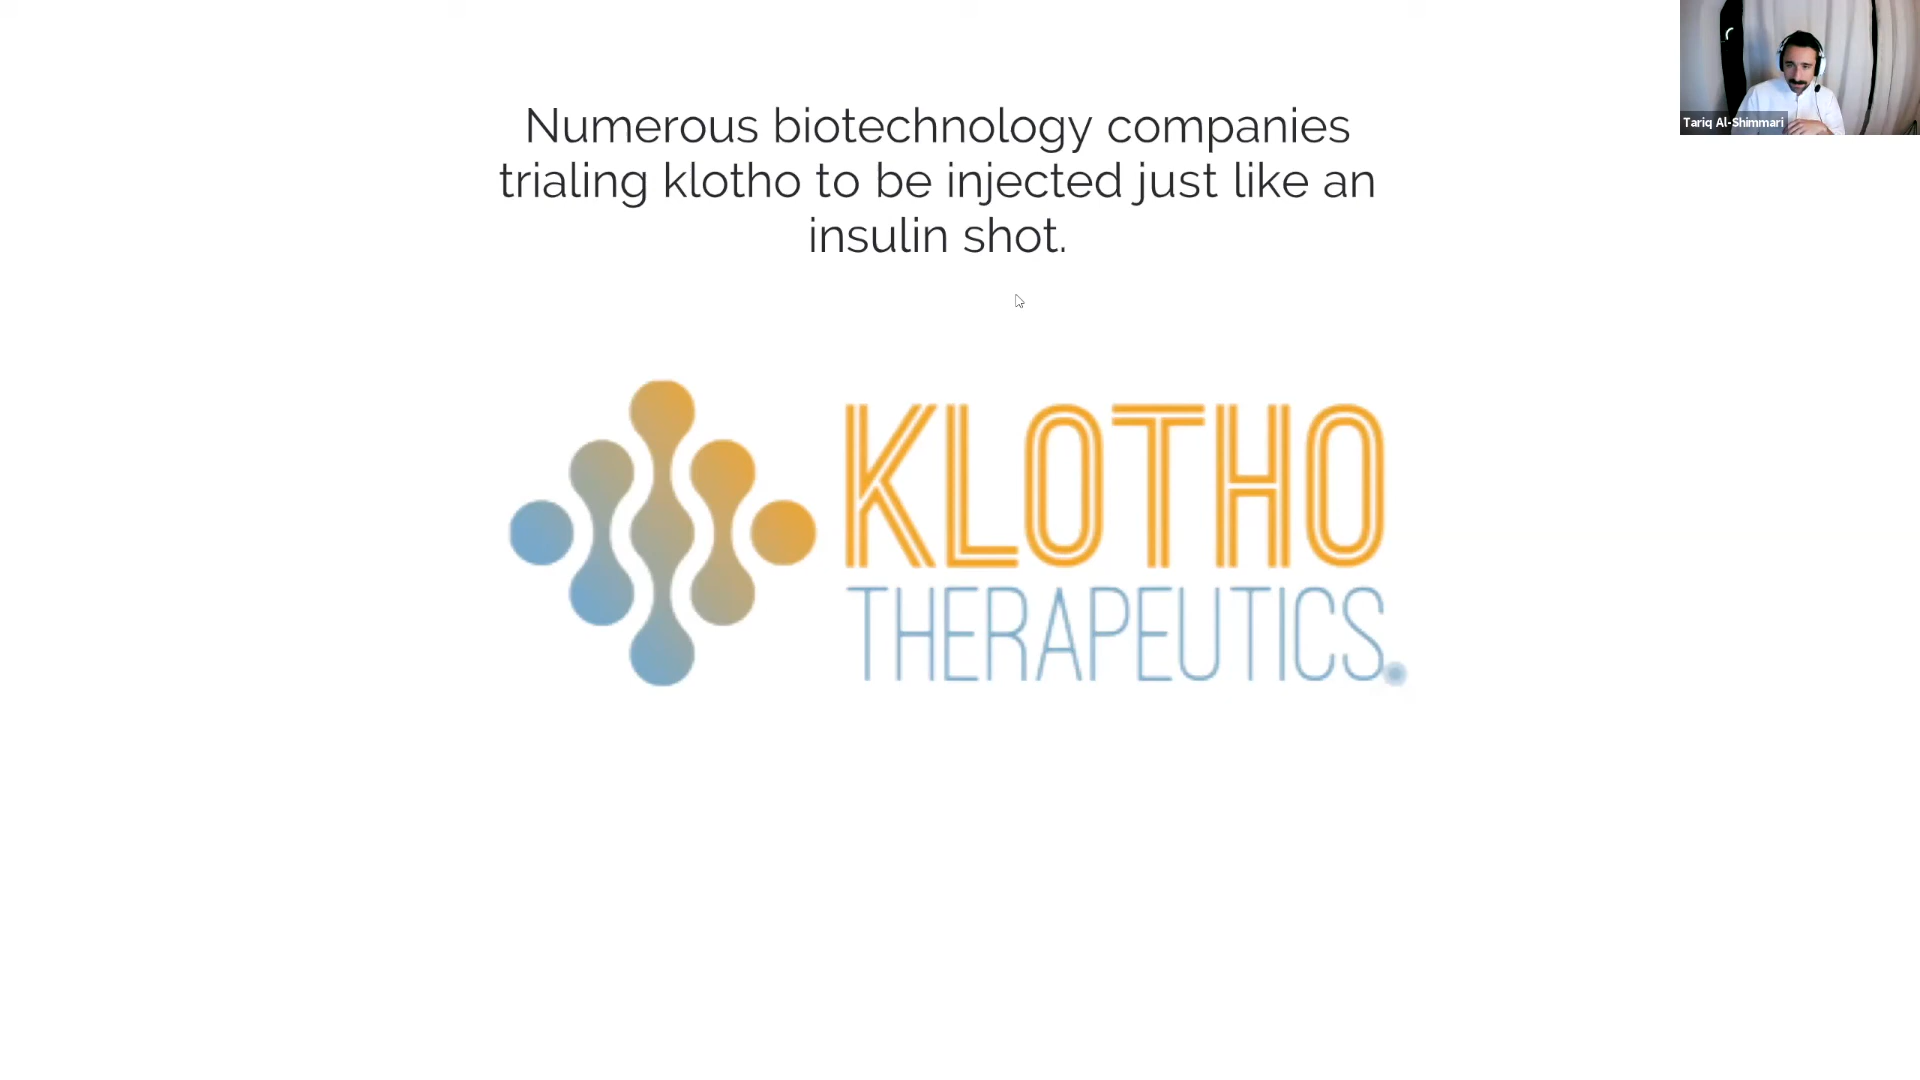 Numerous biotechnology companies
trialing klotho to be injected just like an
insulin shot.
KLOTHO
THERAPEUTICS.
Tariq Al-Shimmari